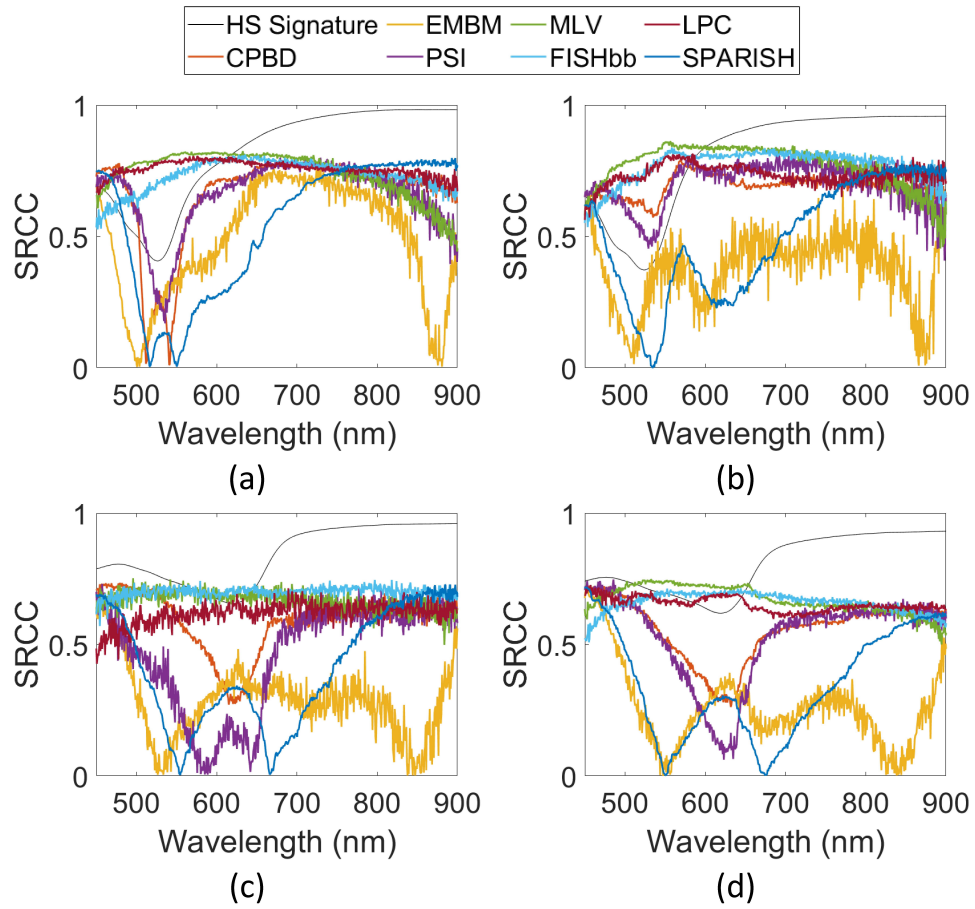 HS Signature EMBM MLV LPC
CPBD PSI FISHbb SPARISH
1
0.5
0
SRCC
500 600 700 800 900
Wavelength (nm)
(a)
1
0.5
0
SRCC
500 600 700 800 900
Wavelength (nm)
(b)
1
0.5
0
SRCC
500 600 700 800 900
Wavelength (nm)
(c)
1
0.5
0
SRCC
500 600 700 800 900
Wavelength (nm)
(d)